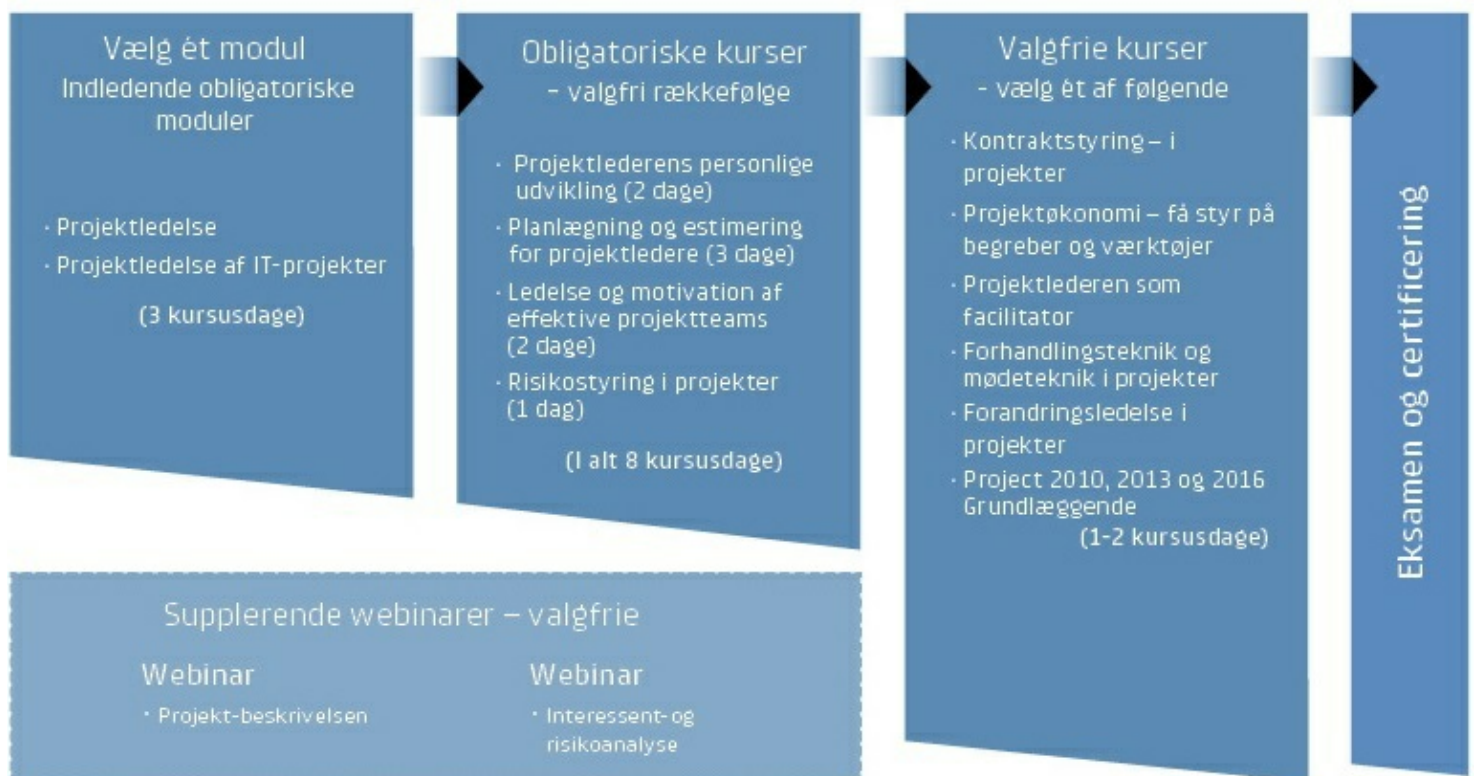 Vælg ét modul
Indledende obligatoriske
moduler
· Projektledelse
· Projektledelse af IT-projekter
(3 kursusdage)
Obligatoriske kurser
– valgfri rækkefølge
· Projektlederens personlige
udvikling (2 dage)
· Planlægning og estimering
for projektledere (3 dage)
· Ledelse og motivation af
effektive projektteams
(2 dage)
· Risikostyring i projekter
(1 dag)
(I alt 8 kursusdage)
Valgfrie kurser
- vælg ét af følgende
· Kontraktstyring – i
projekter
· Projektøkonomi – få styr på
begreber og værktøjer
· Projektlederen som
facilitator
· Forhandlingsteknik og
mødeteknik i projekter
· Forandringsledelse i
projekter
· Project 2010, 2013 og 2016
Grundlæggende
(1-2 kursusdage)
Eksamen og certificering
Supplerende webinarer – valgfrie
Webinar
· Projekt-beskrivelsen
Webinar
· Interessent-og
risikoanalyse